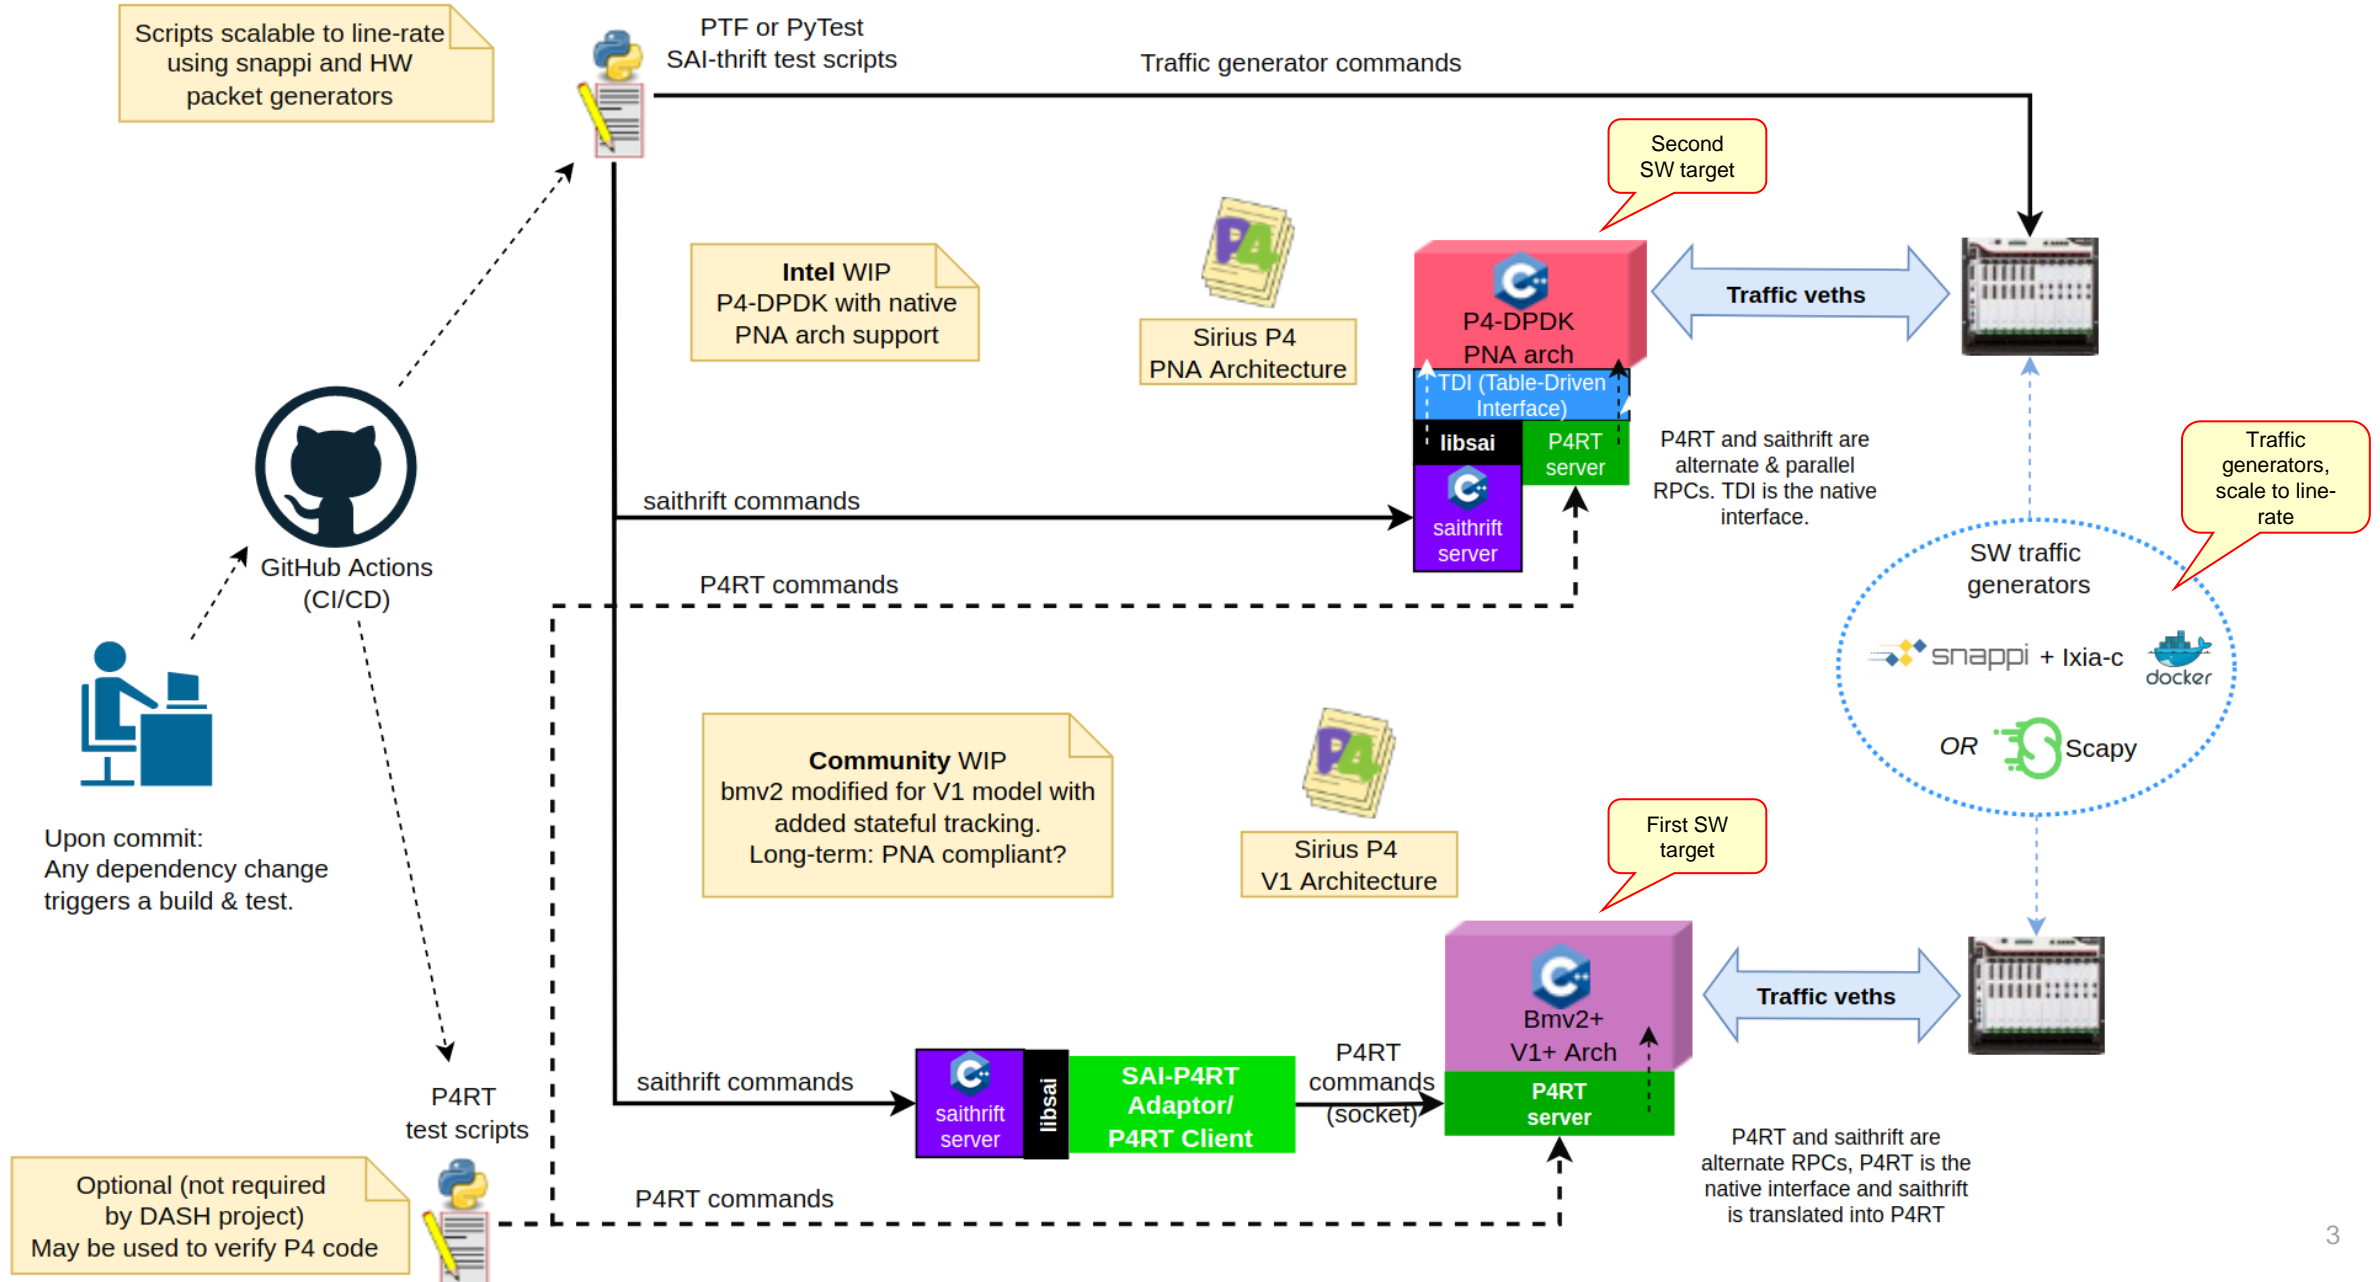 Scripts scalable to line-rate
using snappi and HW
packet generators
PTF or PyTest
SAI-thrift test scripts
Traffic generator commands
Second
SW target
P4
Intel WIP
P4-DPDK with native
PNA arch support
Sirius P4
PNA Architecture
C++
P4-DPDK
PNA arch
Traffic veths
TDI (Table-Driven
Interface)
libsai
P4RT
server
C++
saithrift
server
P4RT and saithrift are
alternate & parallel
RPCs. TDI is the native
interface.
Traffic
generators,
scale to line-
rate
saithrift commands
P4RT commands
GitHub Actions
(CI/CD)
SW traffic
generators
snappi + Ixia-c
docker
OR
Scapy
Upon commit:
Any dependency change
triggers a build & test.
Community WIP
bmv2 modified for V1 model with
added stateful tracking.
Long-term: PNA compliant?
P4
Sirius P4
V1 Architecture
First SW
target
C++
Bmv2+
V1+ Arch
P4RT
server
Traffic veths
saithrift commands
C++
saithrift
server
libsai
SAI-P4RT
Adaptor/
P4RT Client
P4RT
commands
(socket)
P4RT
test scripts
P4RT commands
P4RT and saithrift are
alternate RPCs, P4RT is the
native interface and saithrift
is translated into P4RT
Optional (not required
by DASH project)
May be used to verify P4 code
3